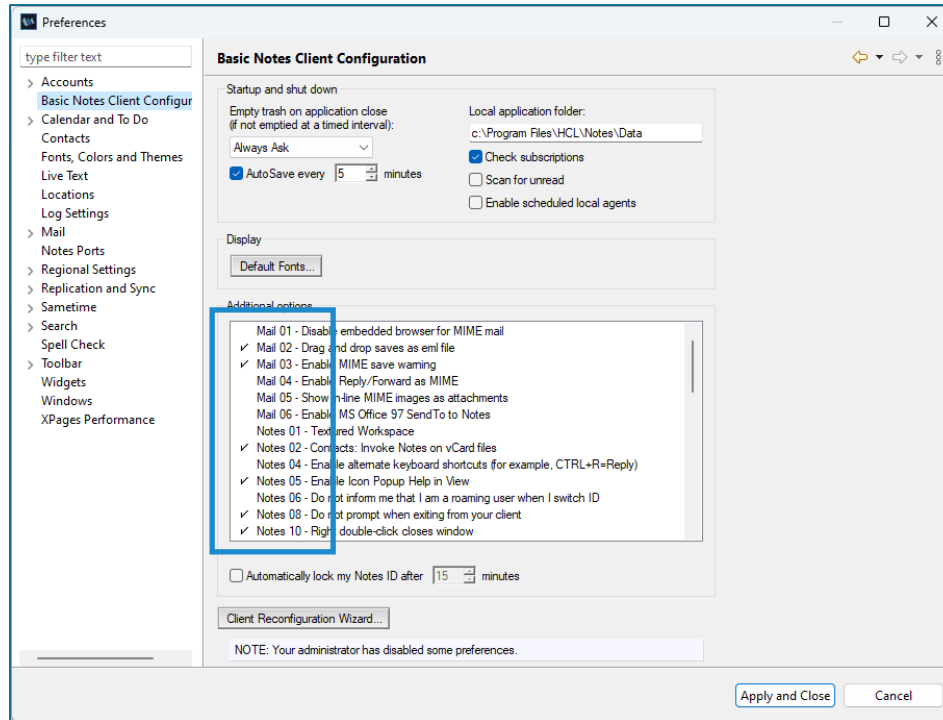 Preferences
type filter text
Accounts
Basic Notes Client Configur
Calendar and To Do
Contacts
Fonts, Colors and Themes
Live Text
Locations
Log Settings
Mail
Notes Ports
Regional Settings
Replication and Sync
Sametime
Search
Spell Check
Toolbar
Widgets
Windows
XPages Performance
Basic Notes Client Configuration
Startup and shut down
Empty trash on application close
(if not emptied at a timed interval):
Always Ask
AutoSave every 5 minutes
Local application folder:
c:\Program Files\HCL\Notes\Data
Check subscriptions
Scan for unread
Enable scheduled local agents
Display
Default Fonts...
Additional options
Mail 01 - Disable embedded browser for MIME mail
Mail 02 - Drag and drop saves as eml file
Mail 03 - Enable MIME save warning
Mail 04 - Enable Reply/Forward as MIME
Mail 05 - Show in-line MIME images as attachments
Mail 06 - Enable MS Office 97 SendTo to Notes
Notes 01 - Textured Workspace
Notes 02 - Contacts: Invoke Notes on vCard files
Notes 04 - Enable alternate keyboard shortcuts (for example, CTRL+R=Reply)
Notes 05 - Enable Icon Popup Help in View
Notes 06 - Do not inform me that I am a roaming user when I switch ID
Notes 08 - Do not prompt when exiting from your client
Notes 10 - Right double-click closes window
Automatically lock my Notes ID after 15 minutes
Client Reconfiguration Wizard...
NOTE: Your administrator has disabled some preferences.
Apply and Close
Cancel